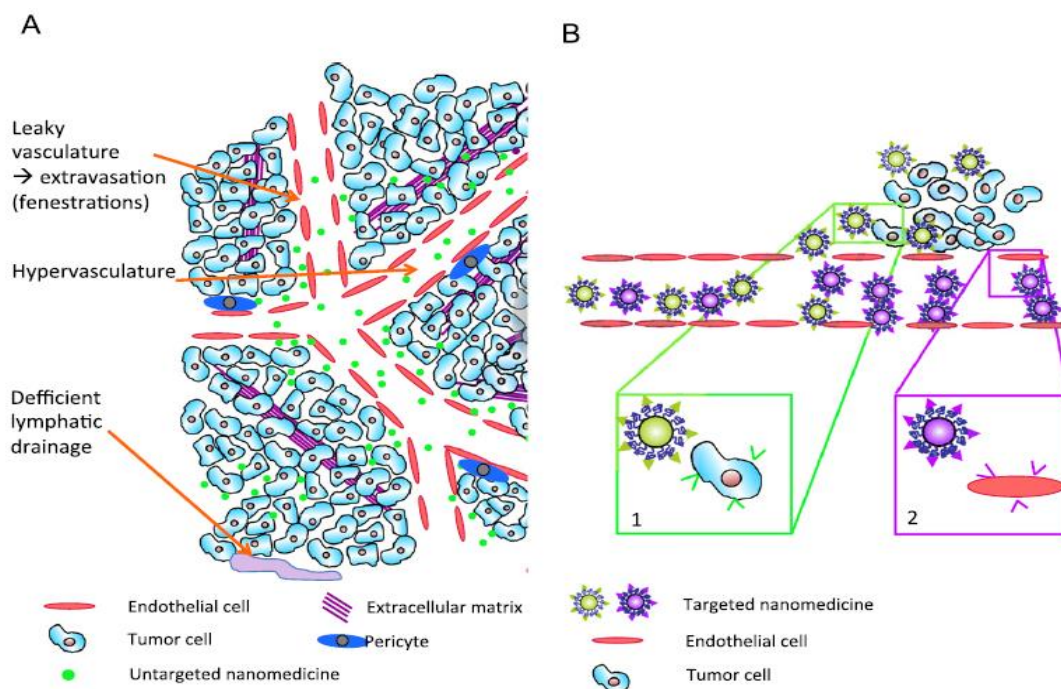 A
Leaky
vasculature
→ extravasation
(fenestrations)
Hypervasculature
Defficient
lymphatic
drainage
Endothelial cell
Extracellular matrix
Tumor cell
Pericyte
Untargeted nanomedicine
B
1
2
Targeted nanomedicine
Endothelial cell
Tumor cell